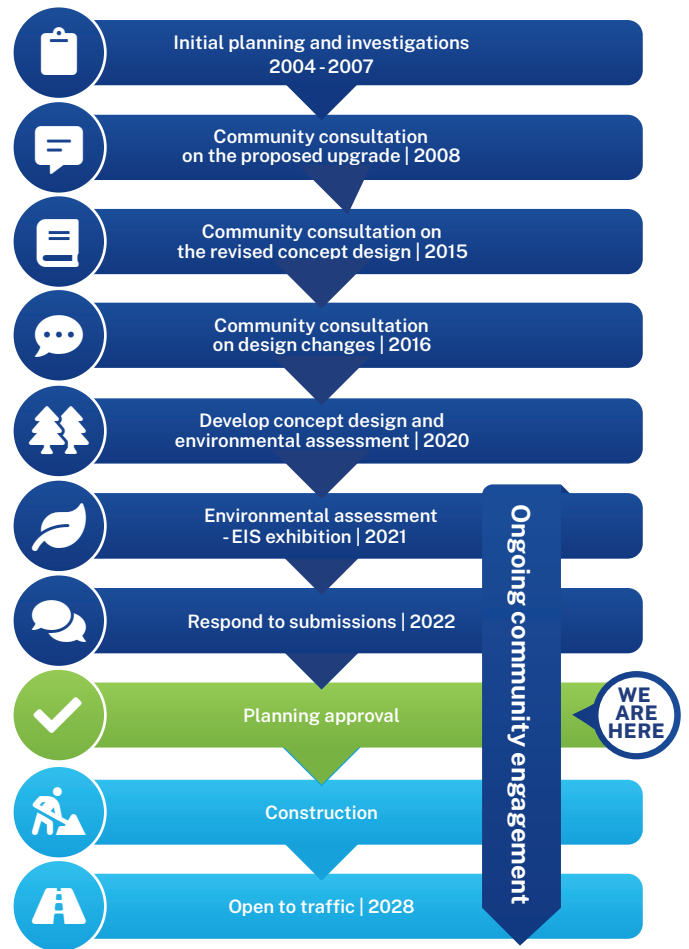 Initial planning and investigations
2004 - 2007
Community consultation
on the proposed upgrade | 2008
Community consultation on
the revised concept design | 2015
Community consultation
on design changes | 2016
Develop concept design and
environmental assessment | 2020
Environmental assessment
- EIS exhibition | 2021
Respond to submissions | 2022
Planning approval
WE
ARE
HERE
Construction
Open to traffic | 2028
Ongoing community engagement